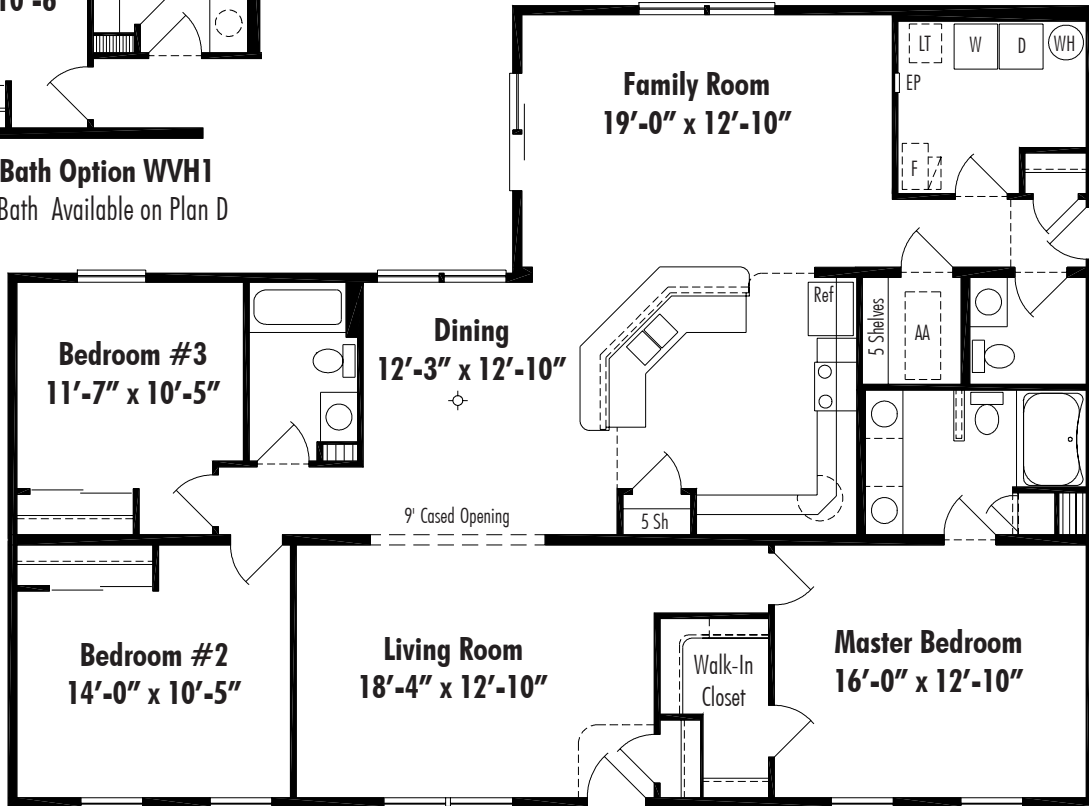 10'-6"
Bath Option WVH1
Bath Available on Plan D
Family Room
19'-0" x 12'-10"
LT
W
D
WH
EP
F
Bedroom #3
11'-7" x 10'-5"
Dining
12'-3" x 12'-10"
Ref
5 Shelves
AA
9' Cased Opening
5 Sh
Bedroom #2
14'-0" x 10'-5"
Living Room
18'-4" x 12'-10"
Walk-In
Closet
Master Bedroom
16'-0" x 12'-10"